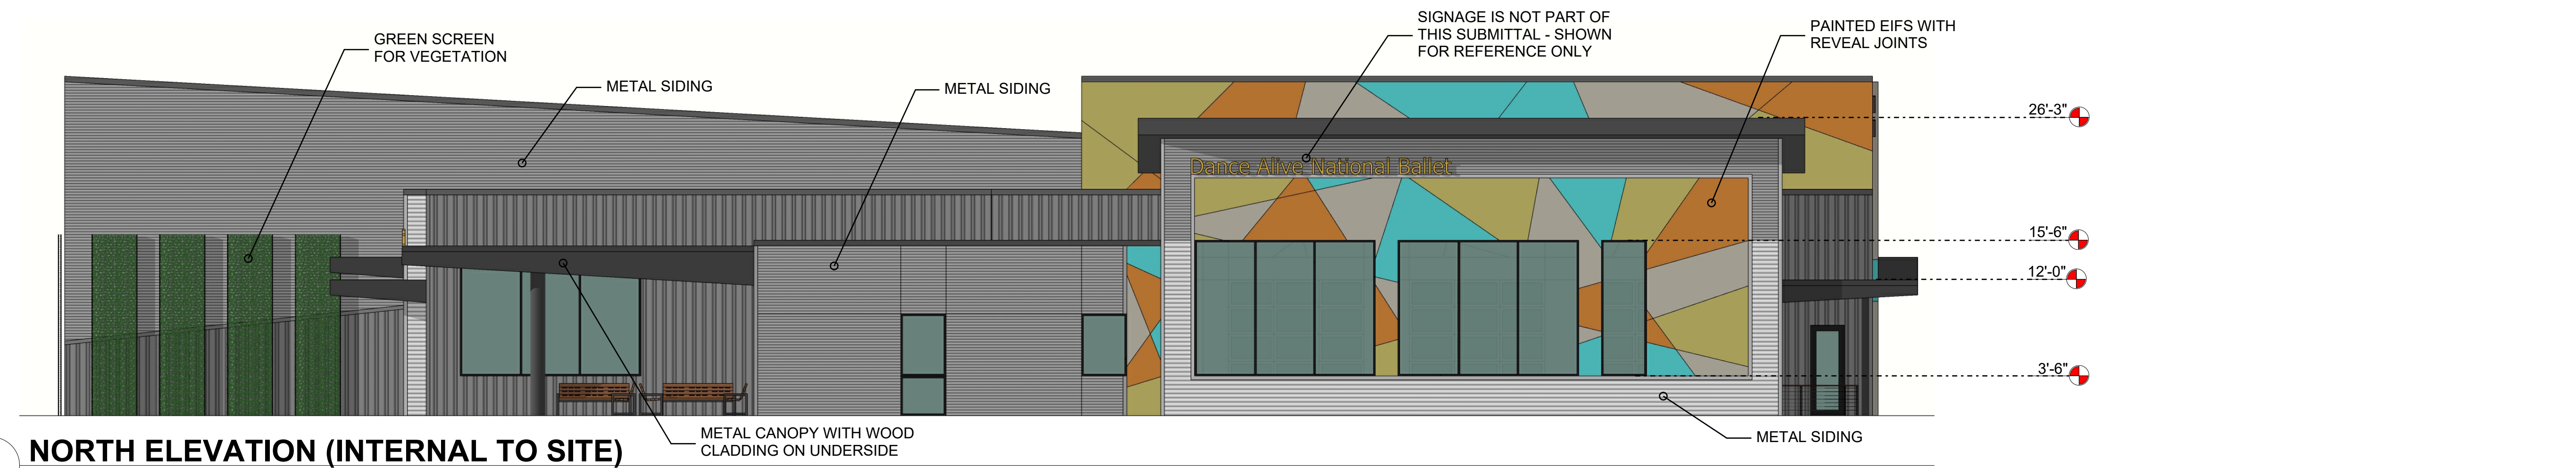 GREEN SCREEN
FOR VEGETATION
METAL SIDING
METAL SIDING
SIGNAGE IS NOT PART OF
THIS SUBMITTAL - SHOWN
FOR REFERENCE ONLY
PAINTED EIFS WITH
REVEAL JOINTS
26'-3"
Dance Alive National Ballet
15'-6"
12'-0"
3'-6"
METAL CANOPY WITH WOOD
CLADDING ON UNDERSIDE
METAL SIDING
NORTH ELEVATION (INTERNAL TO SITE)